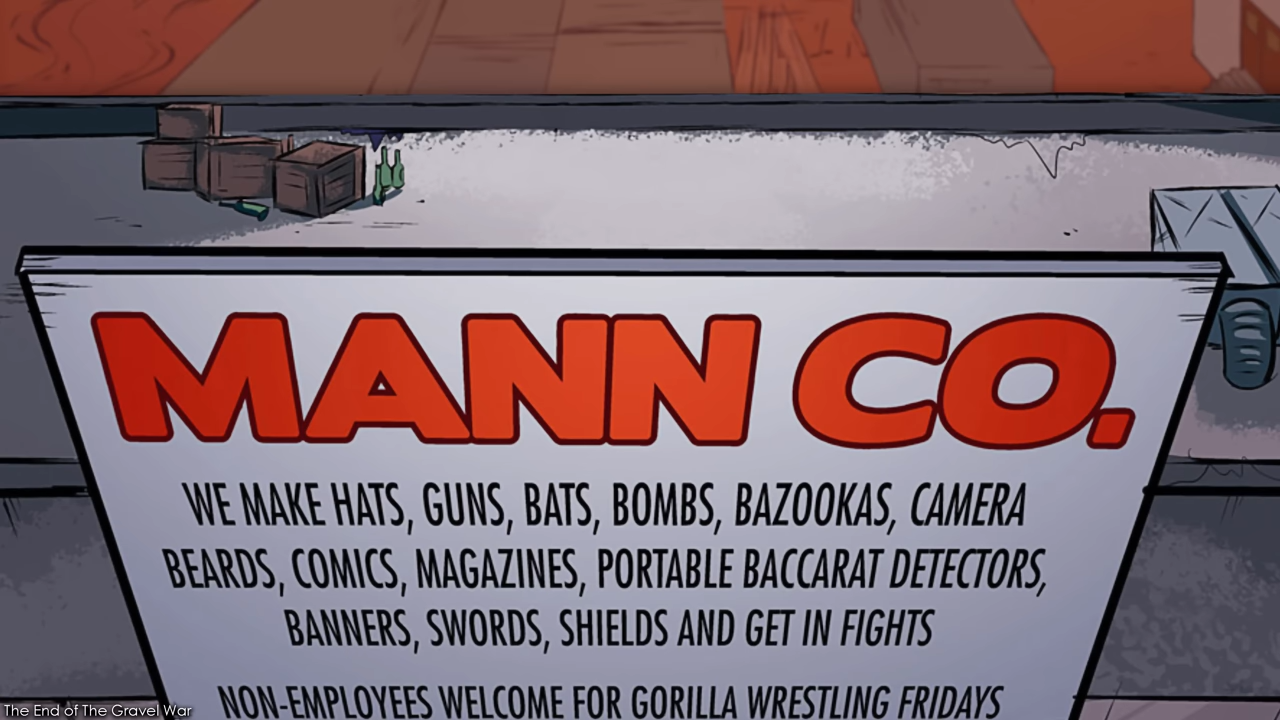 MANN CO.
WE MAKE HATS, GUNS, BATS, BOMBS, BAZOOKAS, CAMERA
BEARDS, COMICS, MAGAZINES, PORTABLE BACCARAT DETECTORS,
BANNERS, SWORDS, SHIELDS AND GET IN FIGHTS
NON-EMPLOYEES WELCOME FOR GORILLA WRESTLING FRIDAYS
The End of The Gravel War